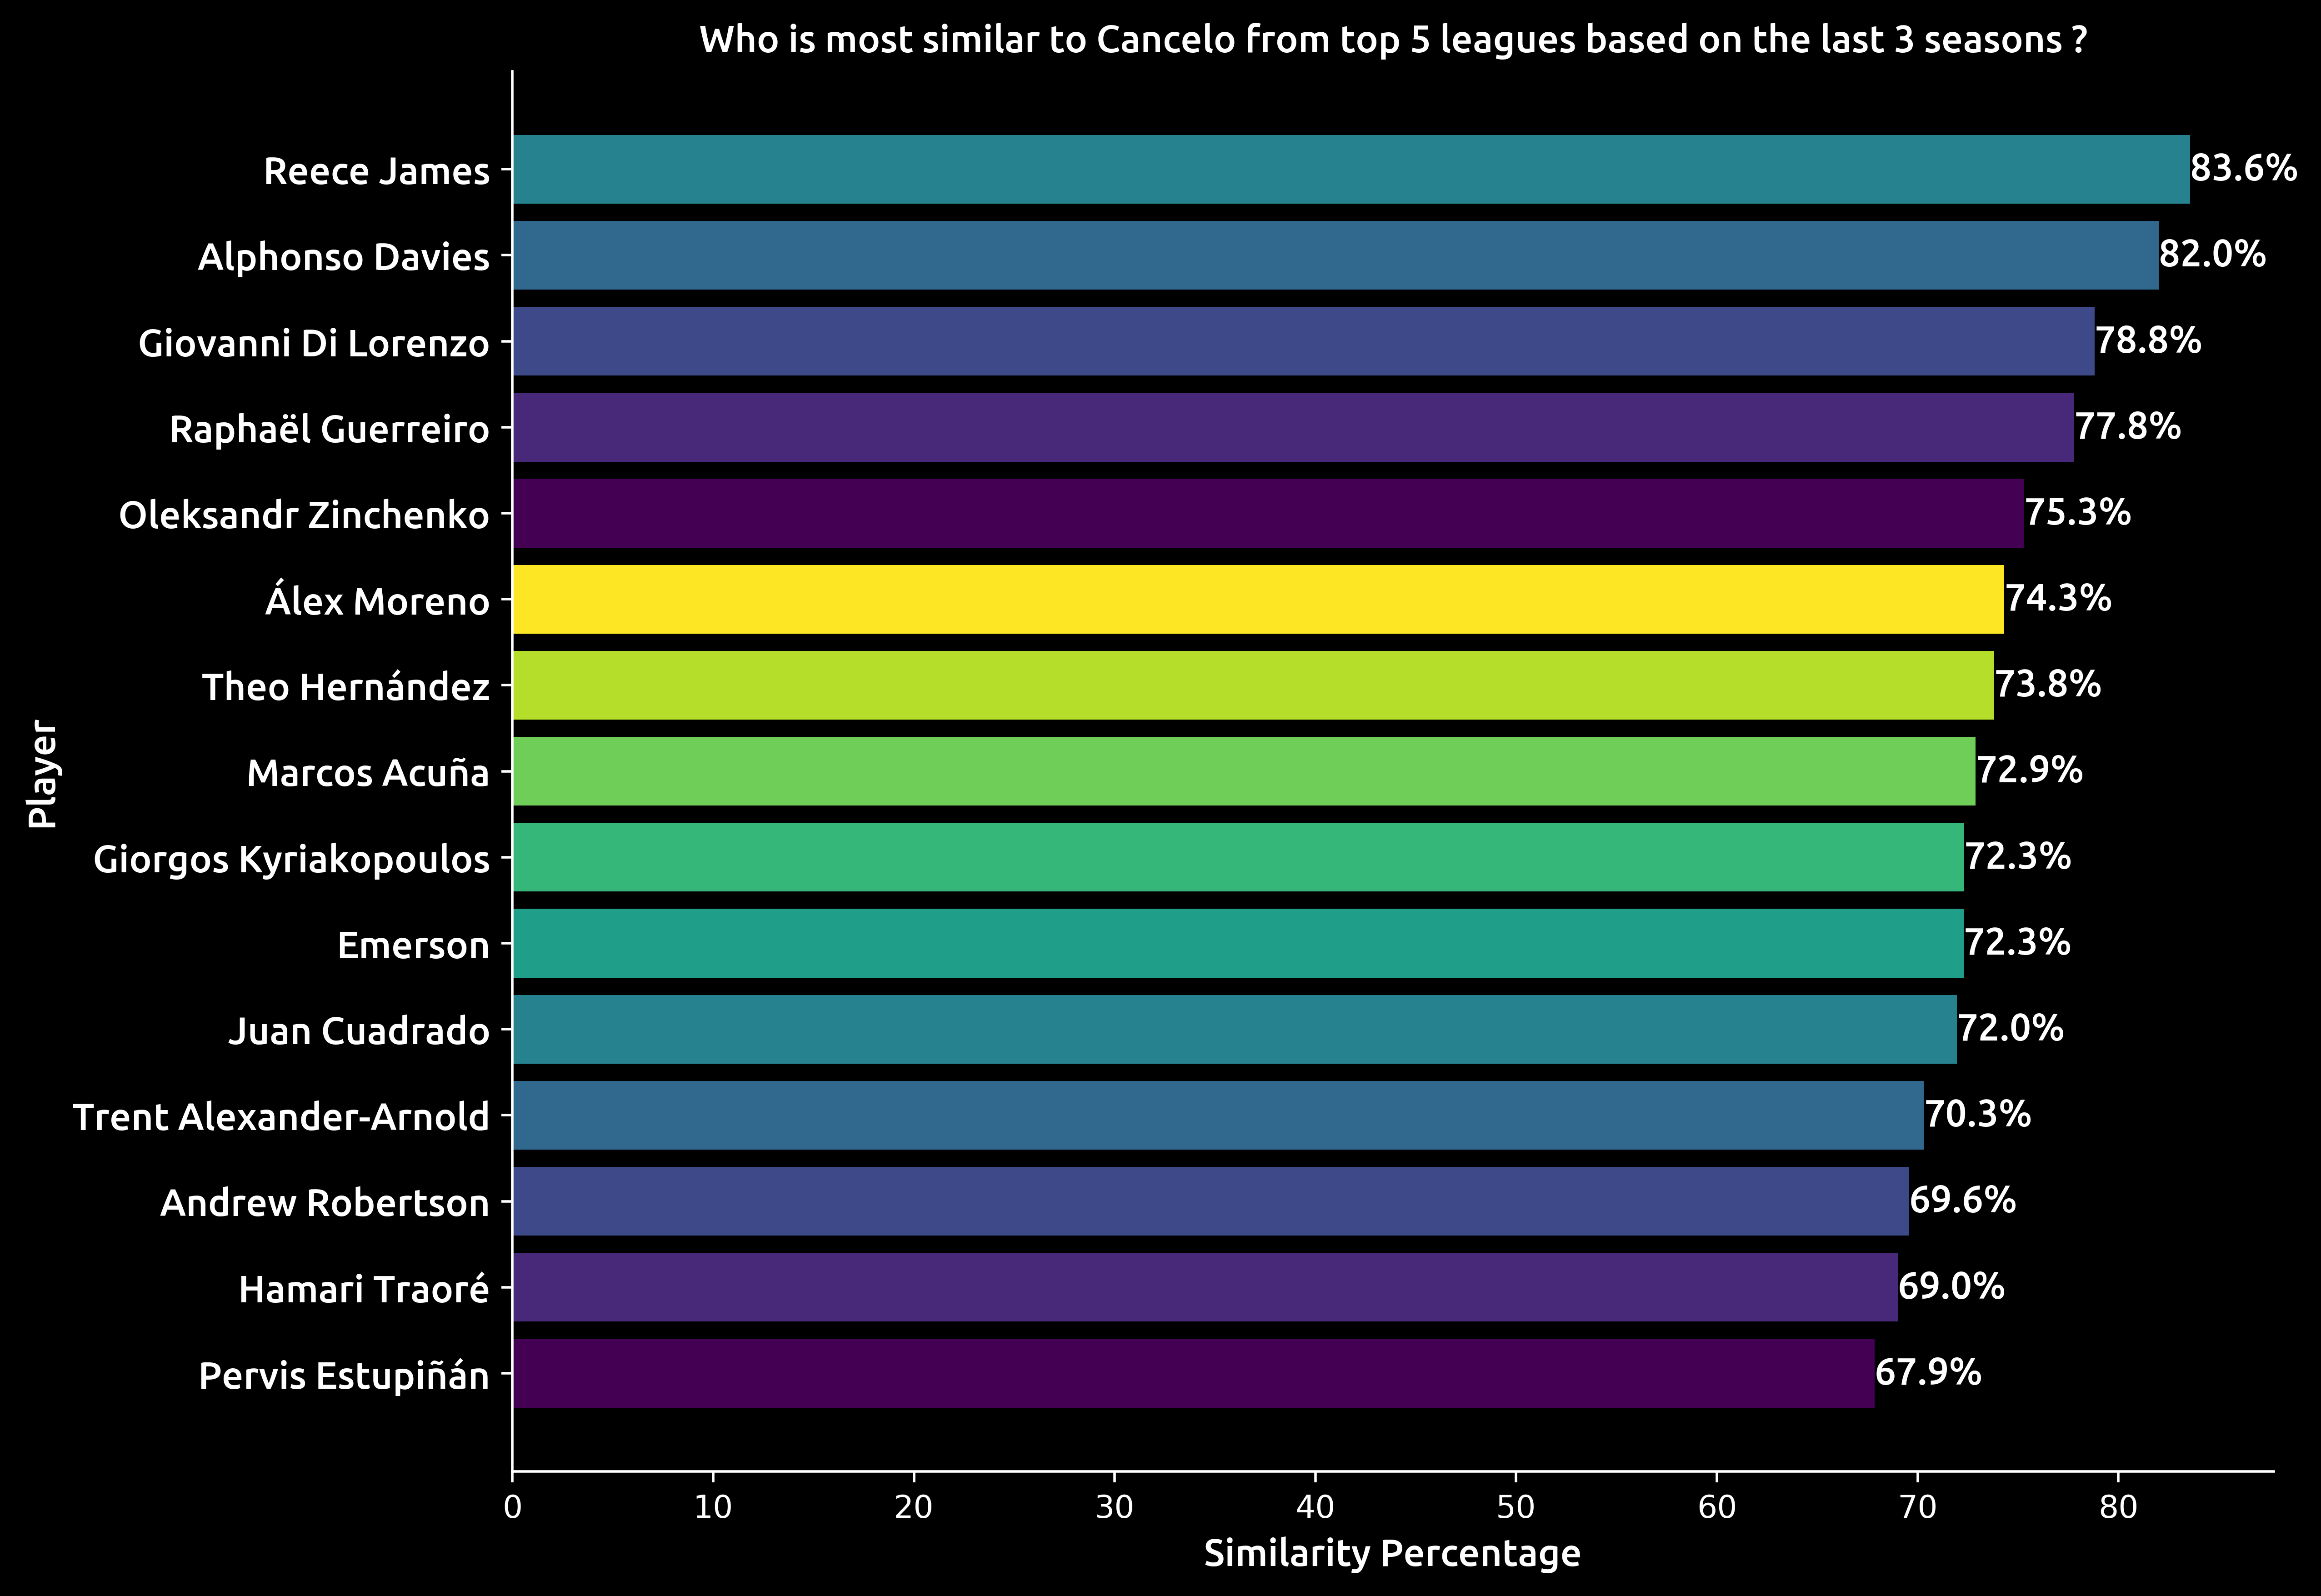 Who is most similar to Cancelo from top 5 leagues based on the last 3 seasons ?
Reece James 83.6%
Alphonso Davies 82.0%
Giovanni Di Lorenzo 78.8%
Raphaël Guerreiro 77.8%
Oleksandr Zinchenko 75.3%
Álex Moreno 74.3%
Theo Hernández 73.8%
Marcos Acuña 72.9%
Giorgos Kyriakopoulos 72.3%
Emerson 72.3%
Juan Cuadrado 72.0%
Trent Alexander-Arnold 70.3%
Andrew Robertson 69.6%
Hamari Traoré 69.0%
Pervis Estupiñán 67.9%
Player
0 10 20 30 40 50 60 70 80
Similarity Percentage